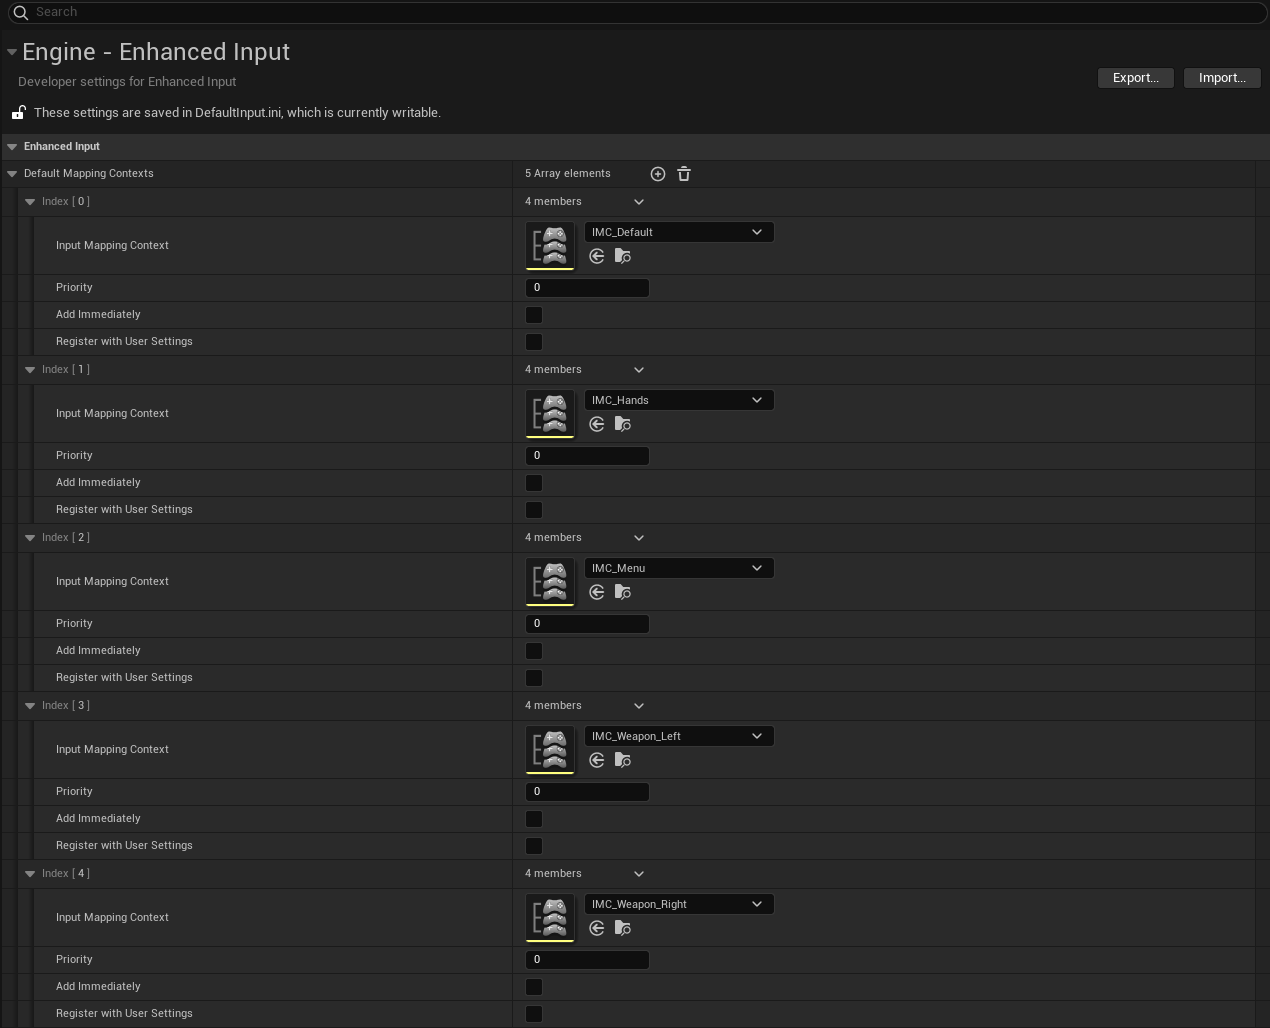 Search
Engine - Enhanced Input
Developer settings for Enhanced Input
Export...
Import...
These settings are saved in DefaultInput.ini, which is currently writable.
Enhanced Input
Default Mapping Contexts
5 Array elements
Index [ 0 ]
4 members
Input Mapping Context
IMC_Default
Priority
0
Add Immediately
Register with User Settings
Index [ 1 ]
4 members
Input Mapping Context
IMC_Hands
Priority
0
Add Immediately
Register with User Settings
Index [ 2 ]
4 members
Input Mapping Context
IMC_Menu
Priority
0
Add Immediately
Register with User Settings
Index [ 3 ]
4 members
Input Mapping Context
IMC_Weapon_Left
Priority
0
Add Immediately
Register with User Settings
Index [ 4 ]
4 members
Input Mapping Context
IMC_Weapon_Right
Priority
0
Add Immediately
Register with User Settings